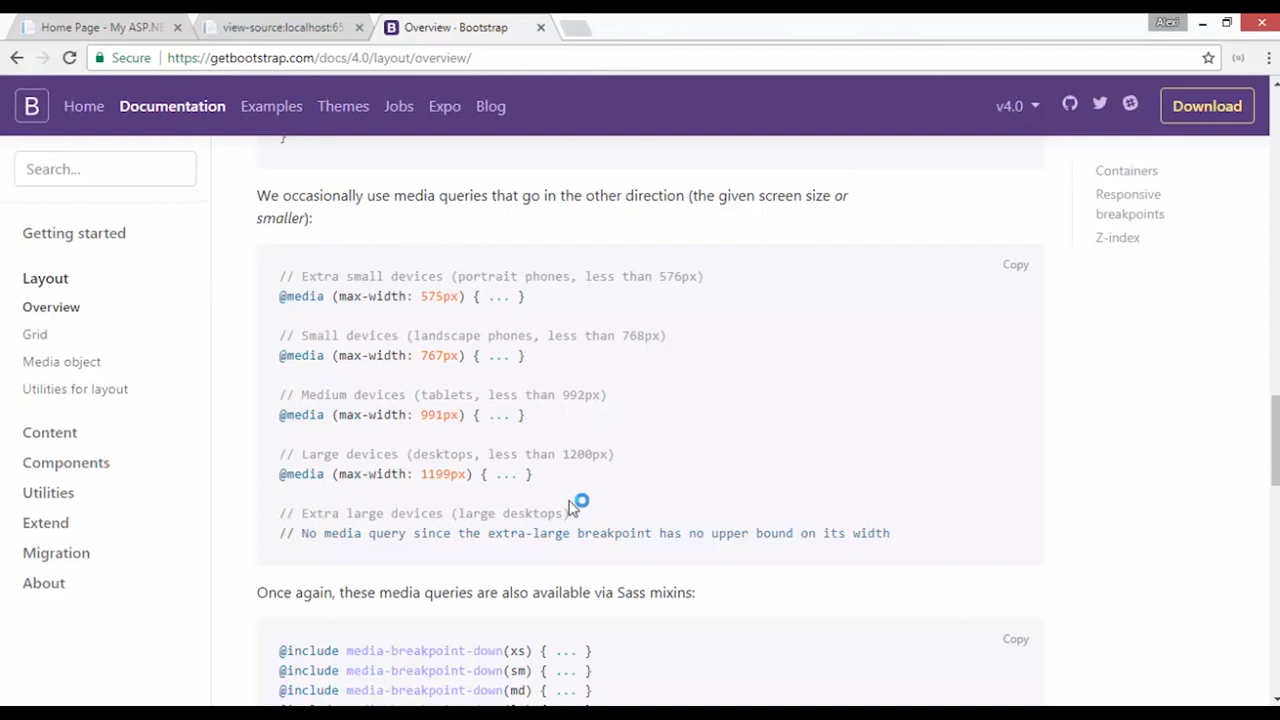 Home Page - My ASP.NE
view-source:localhost:65
Overview · Bootstrap
Alexi
Secure
https://getbootstrap.com/docs/4.0/layout/overview/
B
Home
Documentation
Examples
Themes
Jobs
Expo
Blog
v4.0
Download
Search...
Getting started
Layout
Overview
Grid
Media object
Utilities for layout
Content
Components
Utilities
Extend
Migration
About
}
We occasionally use media queries that go in the other direction (the given screen size or
smaller):
Copy
// Extra small devices (portrait phones, less than 576px)
@media (max-width: 575px) { ... }
// Small devices (landscape phones, less than 768px)
@media (max-width: 767px) { ... }
// Medium devices (tablets, less than 992px)
@media (max-width: 991px) { ... }
// Large devices (desktops, less than 1200px)
@media (max-width: 1199px) { ... }
// Extra large devices (large desktops)
// No media query since the extra-large breakpoint has no upper bound on its width
Once again, these media queries are also available via Sass mixins:
Copy
@include media-breakpoint-down(xs) { ... }
@include media-breakpoint-down(sm) { ... }
@include media-breakpoint-down(md) { ... }
Containers
Responsive
breakpoints
Z-index